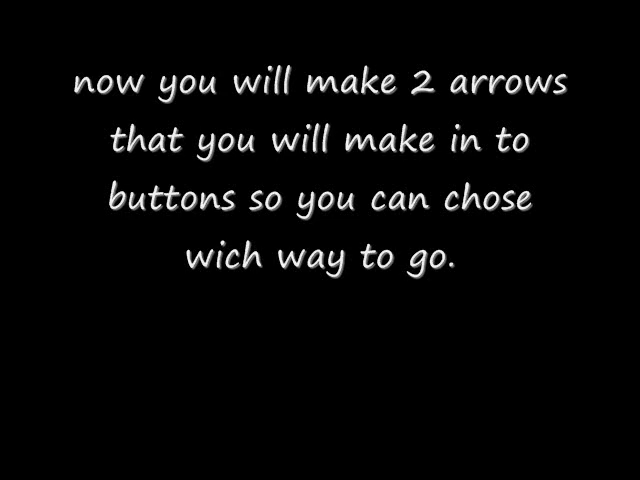 now you will make 2 arrows
that you will make in to
buttons so you can chose
wich way to go.